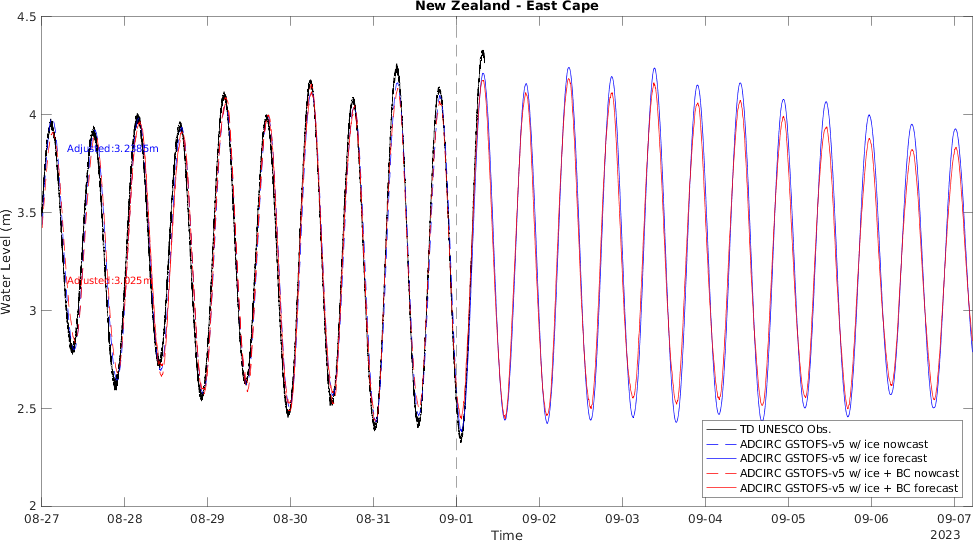 New Zealand - East Cape
4.5
4
3.5
3
2.5
2
Water Level (m)
Adjusted:3.2385m
Adjusted:3.025m
TD UNESCO Obs.
ADCIRC GSTOFS-v5 w/ ice nowcast
ADCIRC GSTOFS-v5 w/ ice forecast
ADCIRC GSTOFS-v5 w/ ice + BC nowcast
ADCIRC GSTOFS-v5 w/ ice + BC forecast
08-27 08-28 08-29 08-30 08-31 09-01 09-02 09-03 09-04 09-05 09-06 09-07
Time
2023